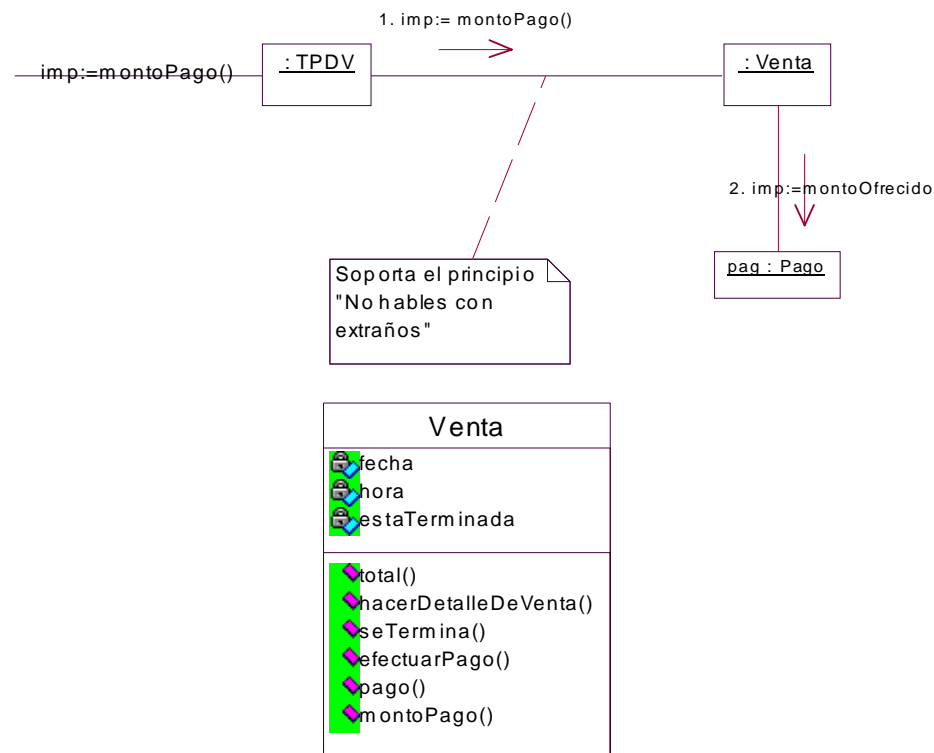 1. imp:= montoPago()
imp:=montoPago()
: TPDV
: Venta
2. imp:=montoOfrecido
pag : Pago
Soporta el principio
"No hables con
extraños"
Venta
fecha
hora
estaTerminada
total()
hacerDetalleDeVenta()
seTermina()
efectuarPago()
pago()
montoPago()